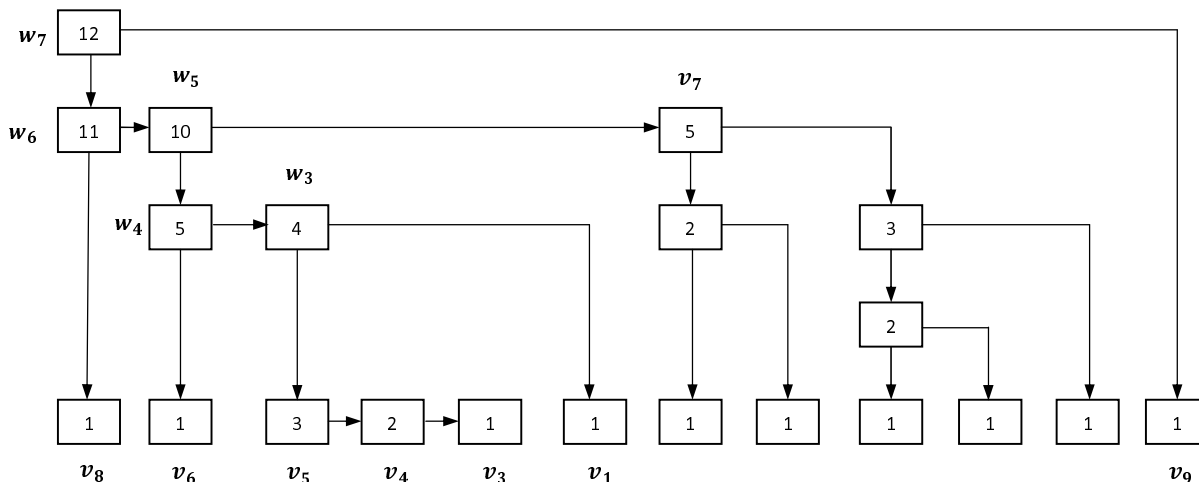 w₇ 12
w₅ v₇
w₆ 11 10 5
w₃
w₄ 5 4 2 3
2
1 1 3 2 1 1 1 1 1 1 1 1
v₈ v₆ v₅ v₄ v₃ v₁ v₉